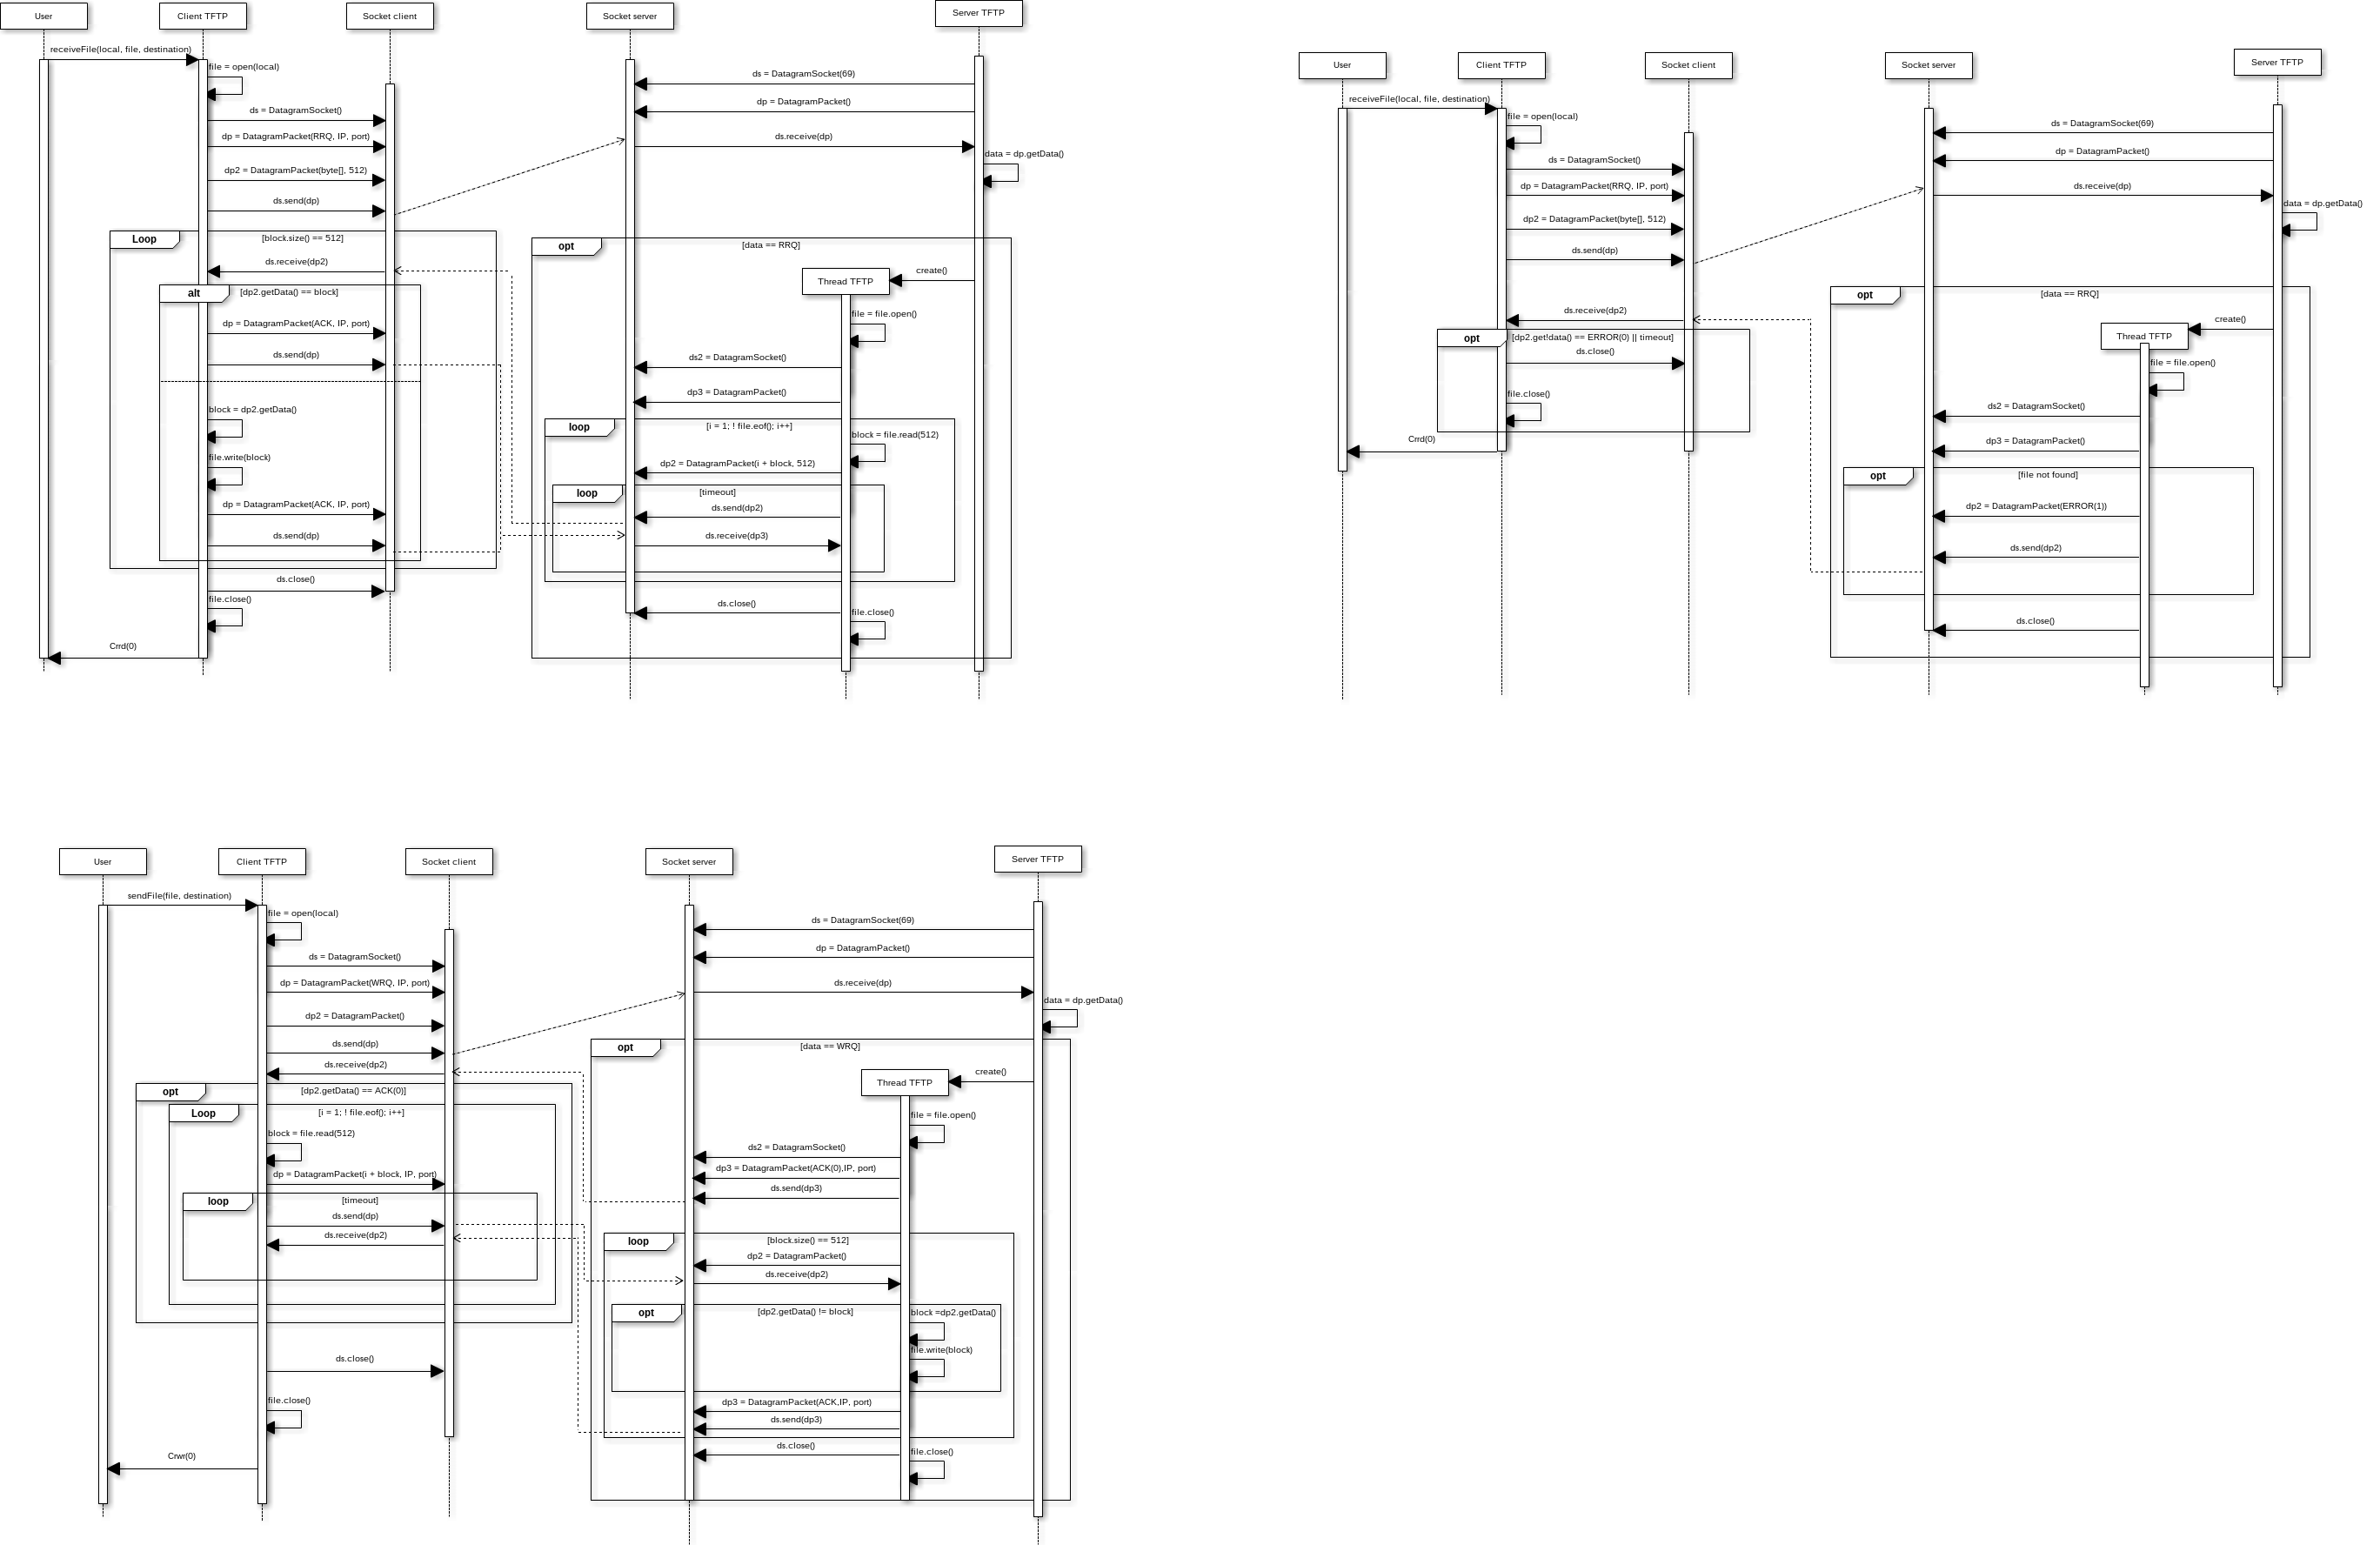 User
Client TFTP
Socket client
Socket server
Server TFTP
receiveFile(local, file, destination)
file = open(local)
ds = DatagramSocket()
dp = DatagramPacket(RRQ, IP, port)
dp2 = DatagramPacket(byte[], 512)
ds.send(dp)
Loop
[block.size() == 512]
ds.receive(dp2)
alt
[dp2.getData() == block]
dp = DatagramPacket(ACK, IP, port)
ds.send(dp)
block = dp2.getData()
file.write(block)
dp = DatagramPacket(ACK, IP, port)
ds.send(dp)
ds.close()
file.close()
Crrd(0)
ds = DatagramSocket(69)
dp = DatagramPacket()
ds.receive(dp)
data = dp.getData()
opt
[data == RRQ]
create()
Thread TFTP
file = file.open()
ds2 = DatagramSocket()
dp3 = DatagramPacket()
loop
[i = 1; ! file.eof(); i++]
block = file.read(512)
dp2 = DatagramPacket(i + block, 512)
loop
[timeout]
ds.send(dp2)
ds.receive(dp3)
ds.close()
file.close()
User
Client TFTP
Socket client
Socket server
Server TFTP
receiveFile(local, file, destination)
file = open(local)
ds = DatagramSocket()
dp = DatagramPacket(RRQ, IP, port)
dp2 = DatagramPacket(byte[], 512)
ds.send(dp)
ds.receive(dp2)
opt
[dp2.get!data() == ERROR(0) || timeout]
ds.close()
file.close()
Crrd(0)
ds = DatagramSocket(69)
dp = DatagramPacket()
ds.receive(dp)
data = dp.getData()
opt
[data == RRQ]
create()
Thread TFTP
file = file.open()
ds2 = DatagramSocket()
dp3 = DatagramPacket()
opt
[file not found]
dp2 = DatagramPacket(ERROR(1))
ds.send(dp2)
ds.close()
User
Client TFTP
Socket client
Socket server
Server TFTP
sendFile(file, destination)
file = open(local)
ds = DatagramSocket()
dp = DatagramPacket(WRQ, IP, port)
dp2 = DatagramPacket()
ds.send(dp)
ds.receive(dp2)
opt
[dp2.getData() == ACK(0)]
Loop
[i = 1; ! file.eof(); i++]
block = file.read(512)
dp = DatagramPacket(i + block, IP, port)
loop
[timeout]
ds.send(dp)
ds.receive(dp2)
ds.close()
file.close()
Crwr(0)
ds = DatagramSocket(69)
dp = DatagramPacket()
ds.receive(dp)
data = dp.getData()
opt
[data == WRQ]
create()
Thread TFTP
file = file.open()
ds2 = DatagramSocket()
dp3 = DatagramPacket(ACK(0),IP, port)
ds.send(dp3)
loop
[block.size() == 512]
dp2 = DatagramPacket()
ds.receive(dp2)
opt
[dp2.getData() != block]
block =dp2.getData()
file.write(block)
dp3 = DatagramPacket(ACK,IP, port)
ds.send(dp3)
ds.close()
file.close()